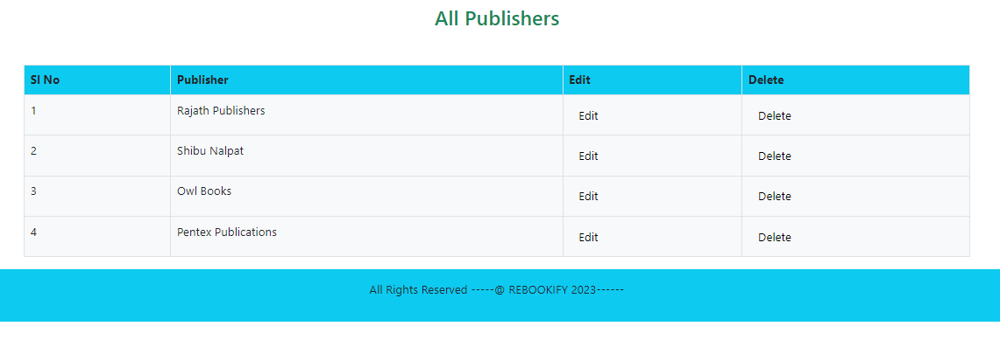 All Publishers
Sl No Publisher Edit Delete
1 Rajath Publishers Edit Delete
2 Shibu Nalpat Edit Delete
3 Owl Books Edit Delete
4 Pentex Publications Edit Delete
All Rights Reserved -----@ REBOOKIFY 2023------